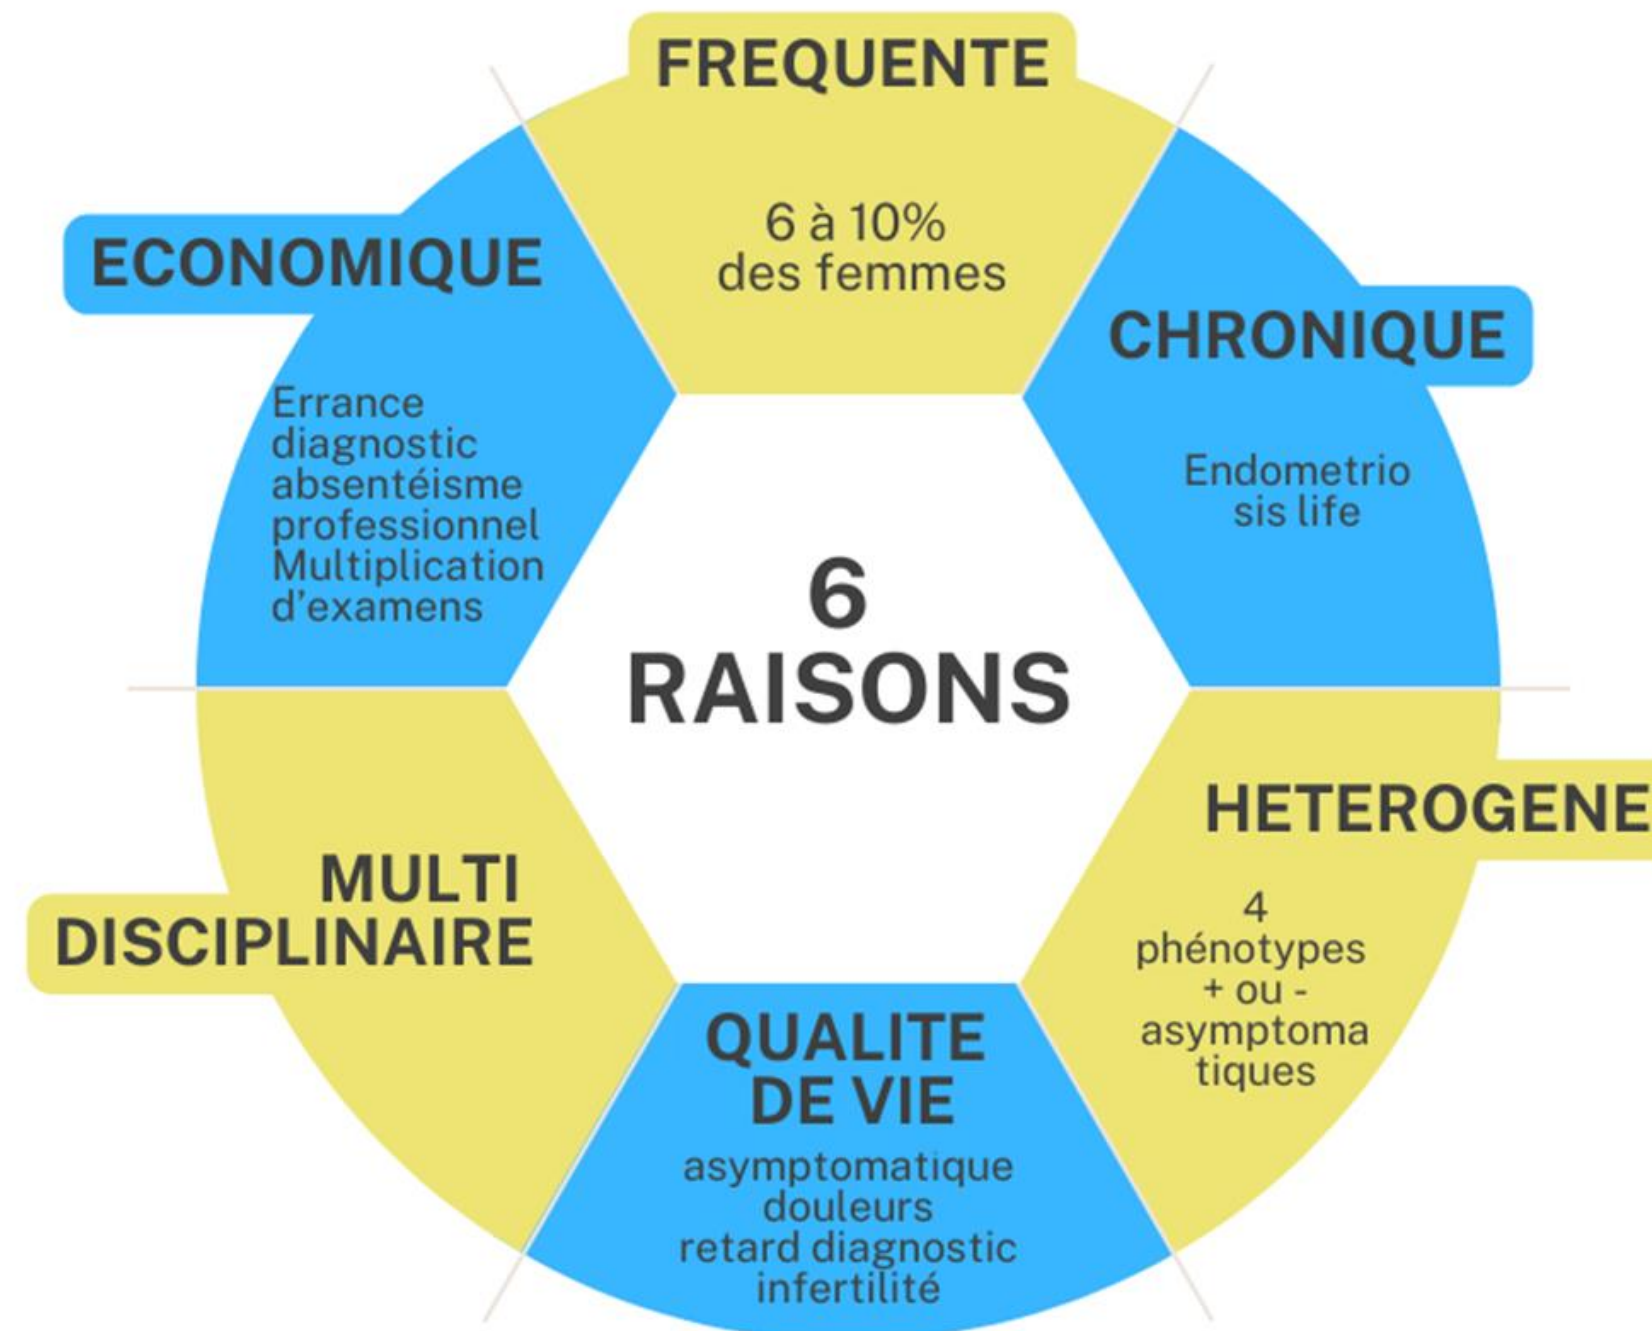 FREQUENTE
6 à 10%
des femmes
CHRONIQUE
Endometrio
sis life
HETEROGENE
4
phénotypes
+ ou -
asymptoma
tiques
QUALITE
DE VIE
asymptomatique
douleurs
retard diagnostic
infertilité
MULTI
DISCIPLINAIRE
ECONOMIQUE
Errance
diagnostic
absentéisme
professionnel
Multiplication
d'examens
6
RAISONS